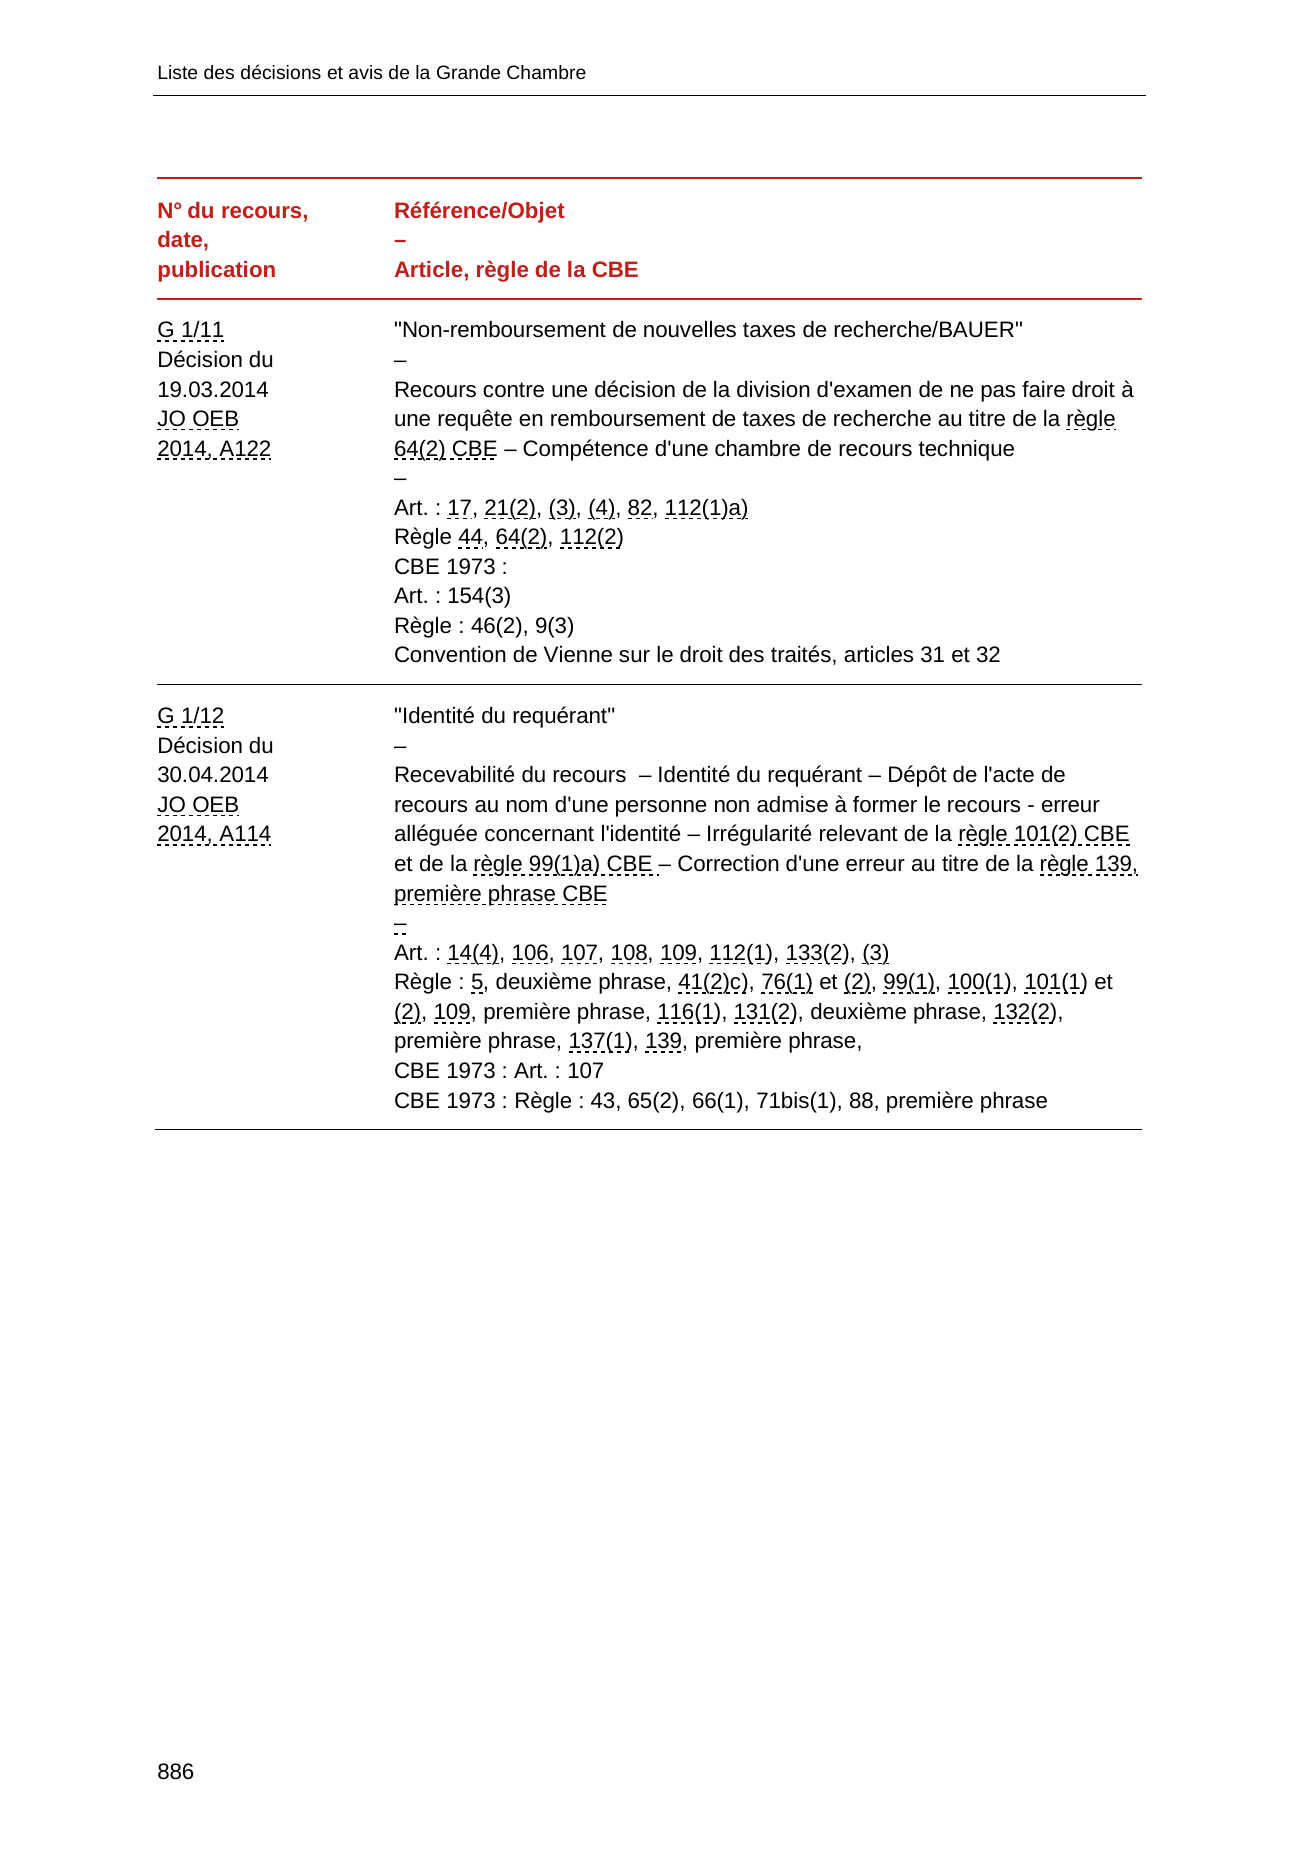 Liste des décisions et avis de la Grande Chambre
N° du recours,
date,
publication
Référence/Objet
–
Article, règle de la CBE
G 1/11
Décision du
19.03.2014
JO OEB
2014, A122
"Non-remboursement de nouvelles taxes de recherche/BAUER"
–
Recours contre une décision de la division d'examen de ne pas faire droit à
une requête en remboursement de taxes de recherche au titre de la règle
64(2) CBE – Compétence d'une chambre de recours technique
–
Art. : 17, 21(2), (3), (4), 82, 112(1)a)
Règle 44, 64(2), 112(2)
CBE 1973 :
Art. : 154(3)
Règle : 46(2), 9(3)
Convention de Vienne sur le droit des traités, articles 31 et 32
G 1/12
Décision du
30.04.2014
JO OEB
2014, A114
"Identité du requérant"
–
Recevabilité du recours  – Identité du requérant – Dépôt de l'acte de
recours au nom d'une personne non admise à former le recours - erreur
alléguée concernant l'identité – Irrégularité relevant de la règle 101(2) CBE
et de la règle 99(1)a) CBE – Correction d'une erreur au titre de la règle 139,
première phrase CBE
–
Art. : 14(4), 106, 107, 108, 109, 112(1), 133(2), (3)
Règle : 5, deuxième phrase, 41(2)c), 76(1) et (2), 99(1), 100(1), 101(1) et
(2), 109, première phrase, 116(1), 131(2), deuxième phrase, 132(2),
première phrase, 137(1), 139, première phrase,
CBE 1973 : Art. : 107
CBE 1973 : Règle : 43, 65(2), 66(1), 71bis(1), 88, première phrase
886